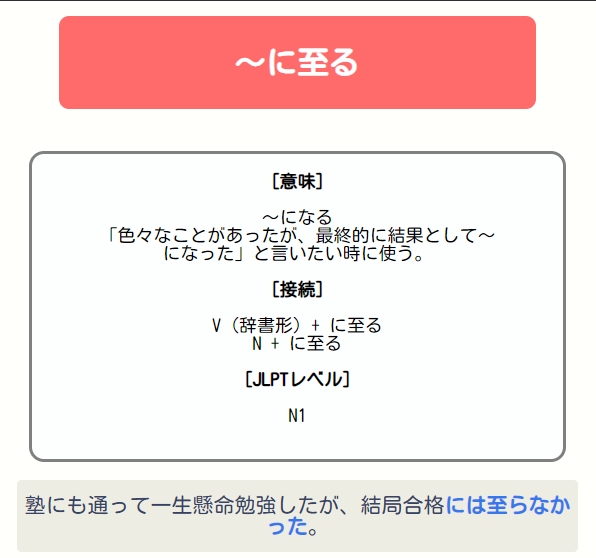 ～に至る
[意味]
～になる
「色々なことがあったが、最終的に結果として～
になった」と言いたい時に使う。
[接続]
V（辞書形）+ に至る
N + に至る
[JLPTレベル]
N1
塾にも通って一生懸命勉強したが、結局合格には至らなか
った。